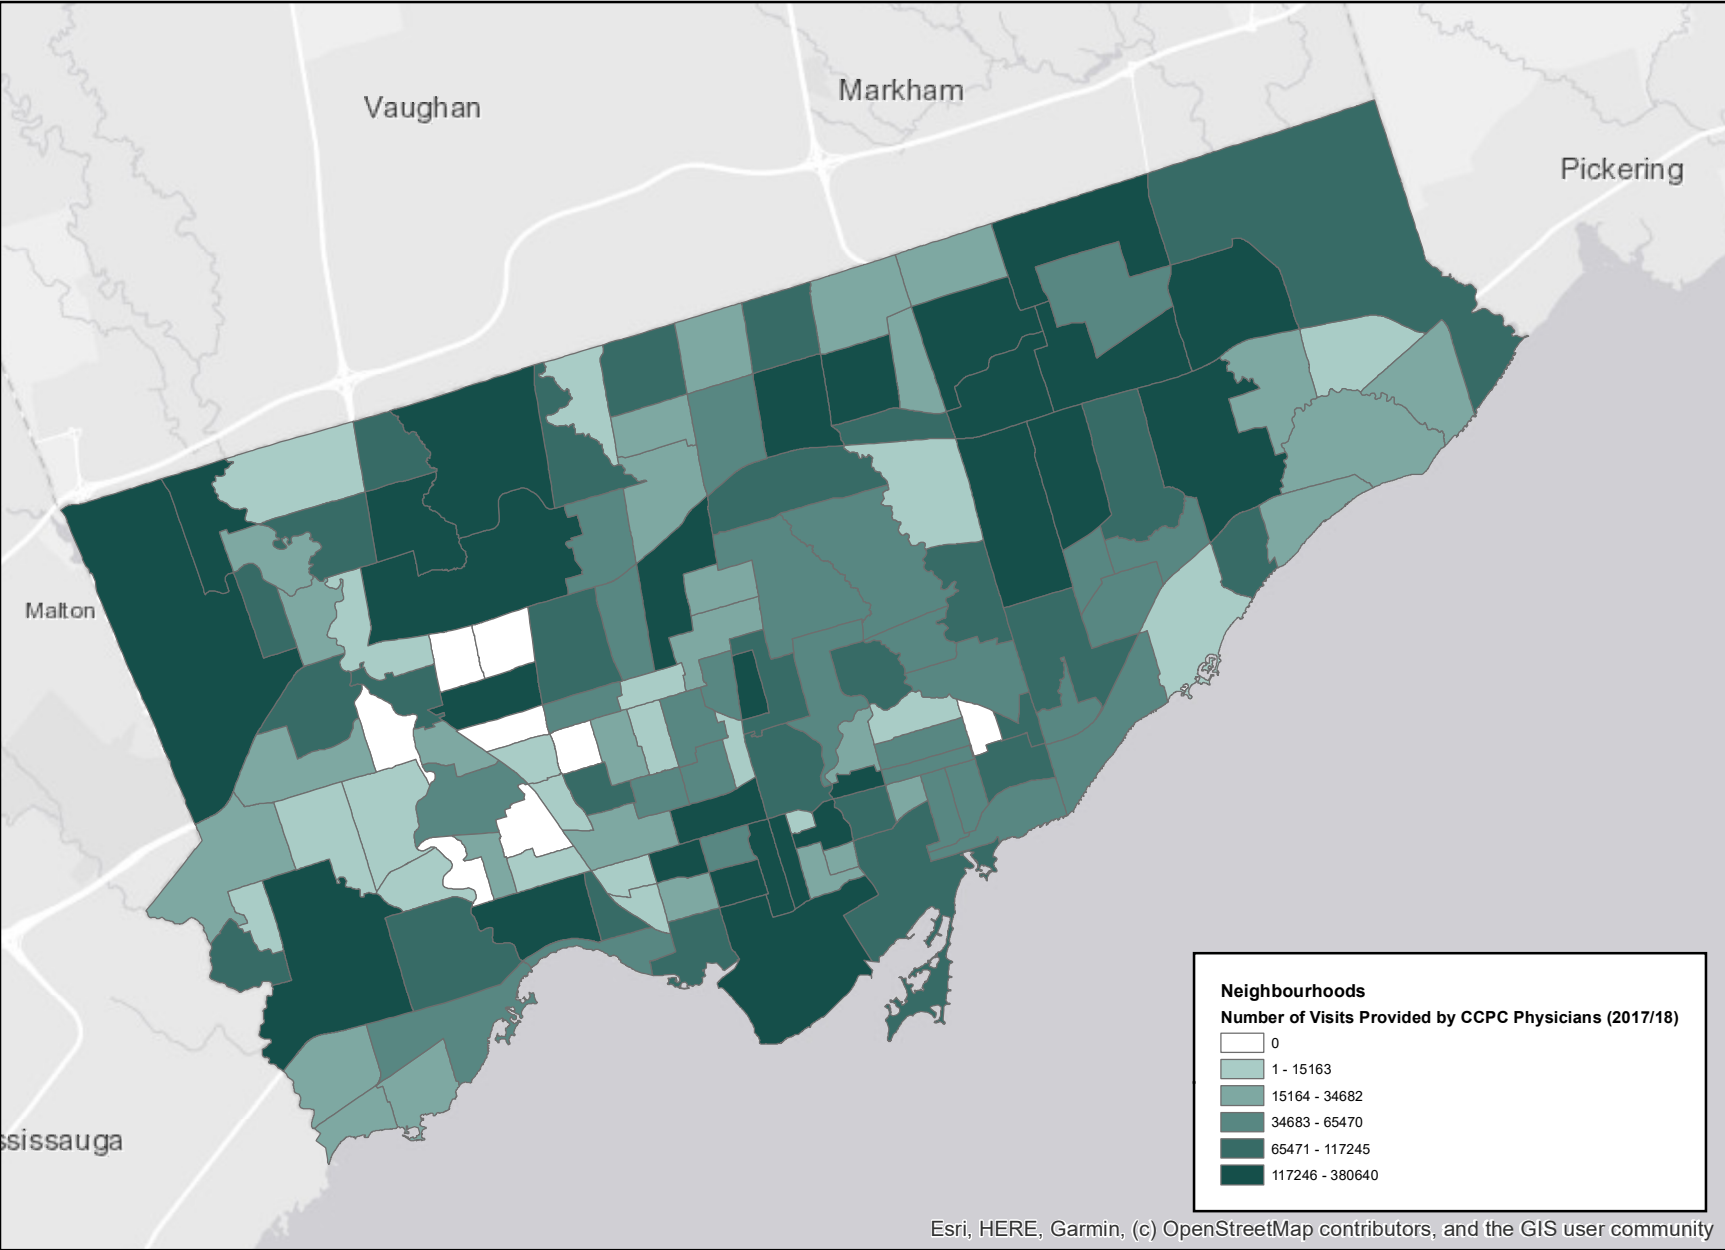 Vaughan
Markham
Pickering
Malton
ssissauga
Neighbourhoods
Number of Visits Provided by CCPC Physicians (2017/18)
0
1 - 15163
15164 - 34682
34683 - 65470
65471 - 117245
117246 - 380640
Esri, HERE, Garmin, (c) OpenStreetMap contributors, and the GIS user community